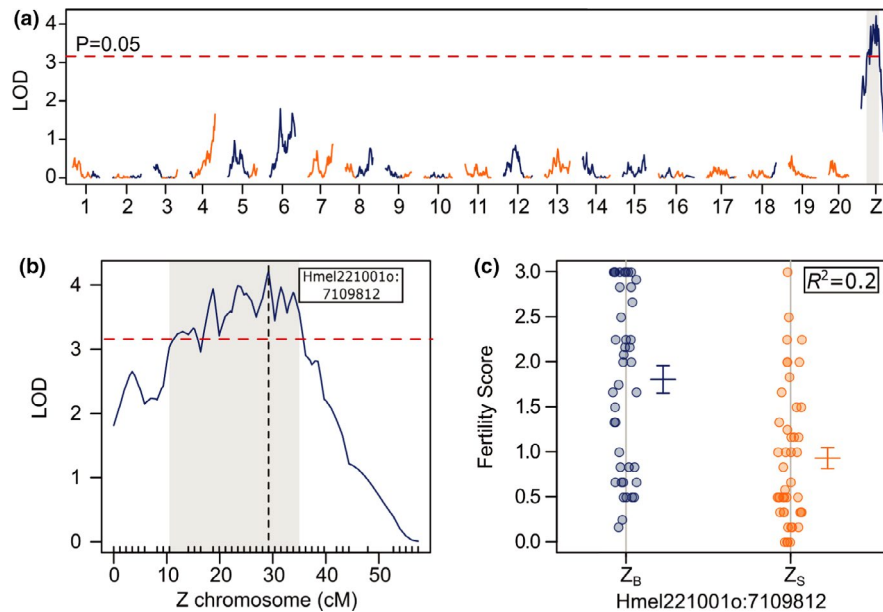 (a)
4
3
2
1
0
LOD
P=0.05
1 2 3 4 5 6 7 8 9 10 11 12 13 14 15 16 17 18 19 20 Z
(b)
4
3
2
1
0
LOD
Hmel221001o:
7109812
0 10 20 30 40 50
Z chromosome (cM)
(c)
3.0
2.5
2.0
1.5
1.0
0.5
0.0
Fertility Score
R²=0.2
Z_B Z_S
Hmel221001o:7109812